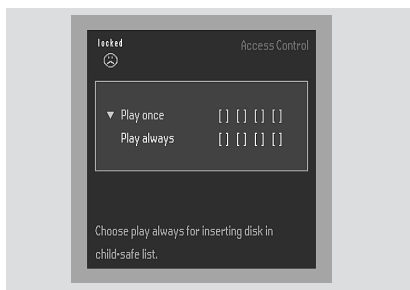 locked
Access Control
▼ Play once [ ] [ ] [ ] [ ]
Play always [ ] [ ] [ ] [ ]
Choose play always for inserting disk in
child-safe list.